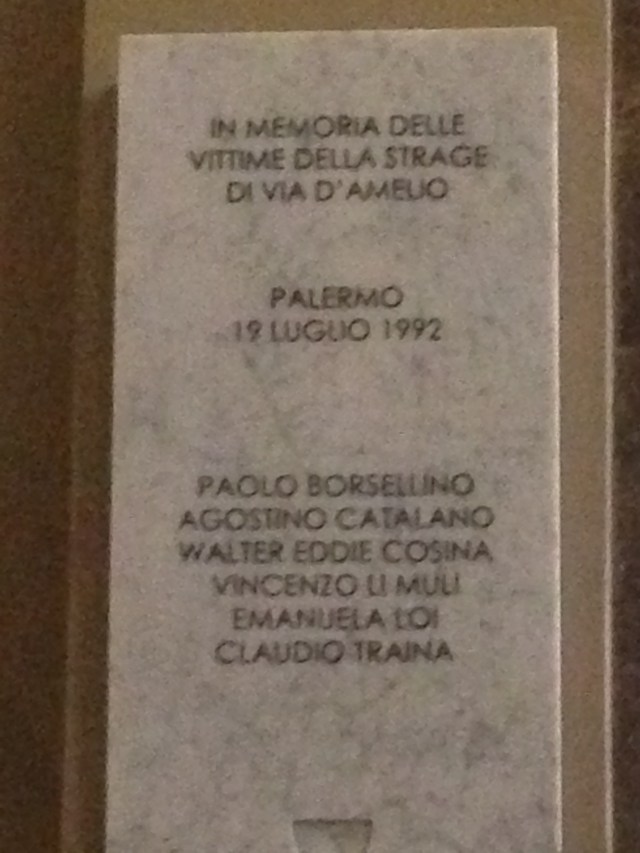 IN MEMORIA DELLE
VITTIME DELLA STRAGE
DI VIA D'AMELIO
PALERMO
19 LUGLIO 1992
PAOLO BORSELLINO
AGOSTINO CATALANO
WALTER EDDIE COSINA
VINCENZO LI MULI
EMANUELA LOI
CLAUDIO TRAINA